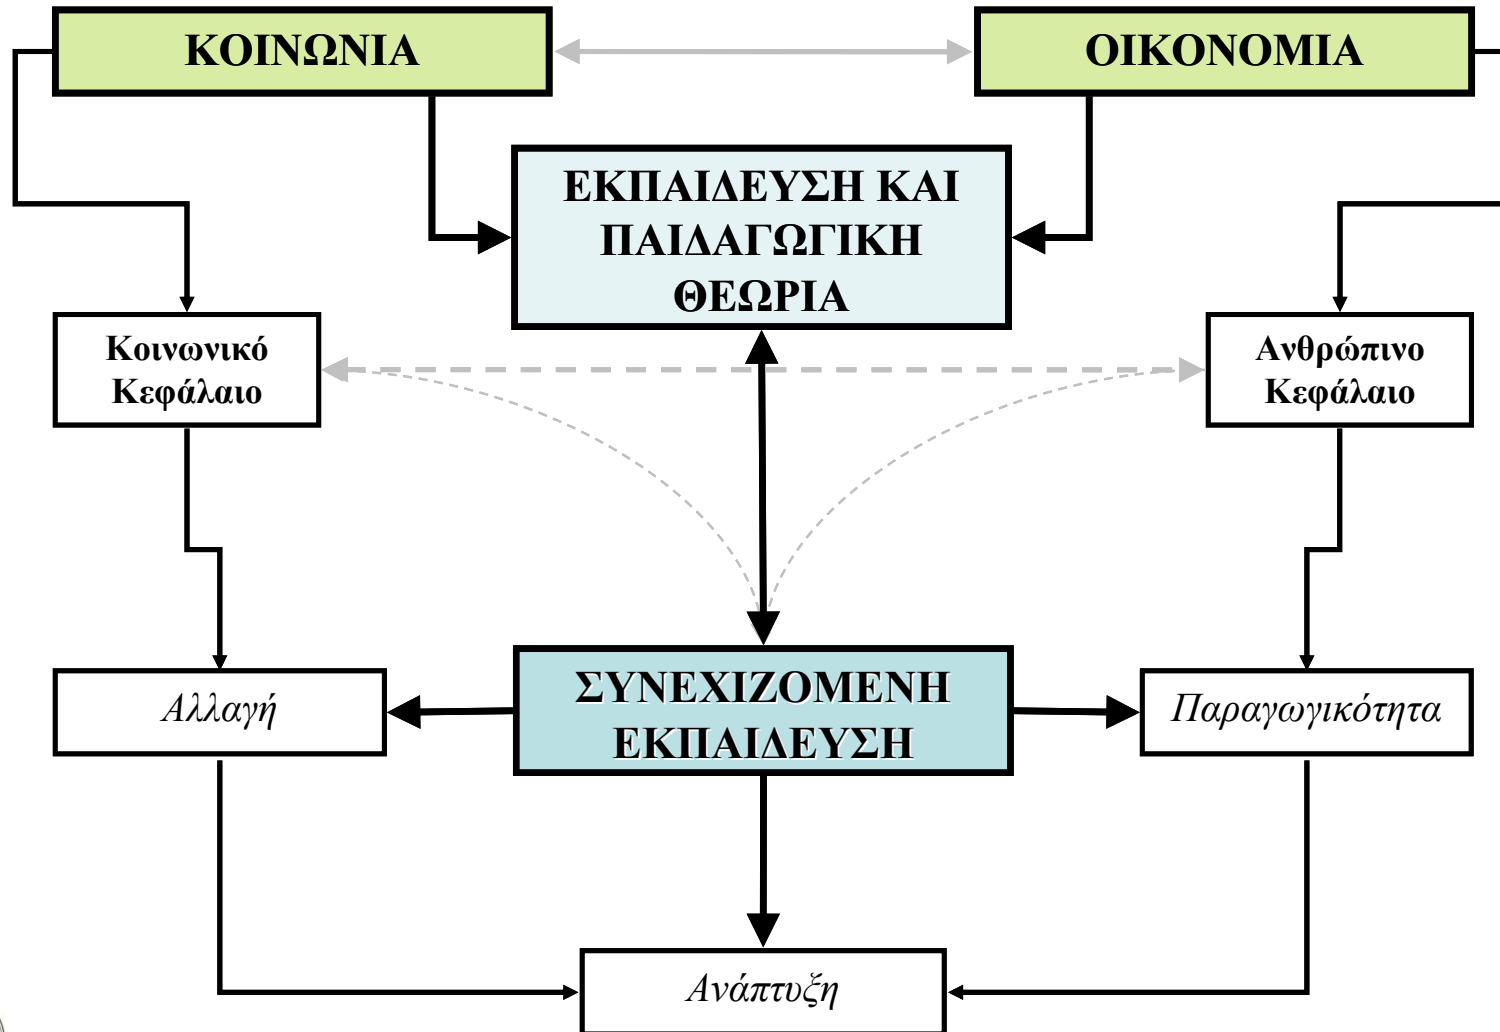 ΚΟΙΝΩΝΙΑ
ΟΙΚΟΝΟΜΙΑ
ΕΚΠΑΙΔΕΥΣΗ ΚΑΙ
ΠΑΙΔΑΓΩΓΙΚΗ
ΘΕΩΡΙΑ
Κοινωνικό
Κεφάλαιο
Ανθρώπινο
Κεφάλαιο
Αλλαγή
ΣΥΝΕΧΙΖΟΜΕΝΗ
ΕΚΠΑΙΔΕΥΣΗ
Παραγωγικότητα
Ανάπτυξη